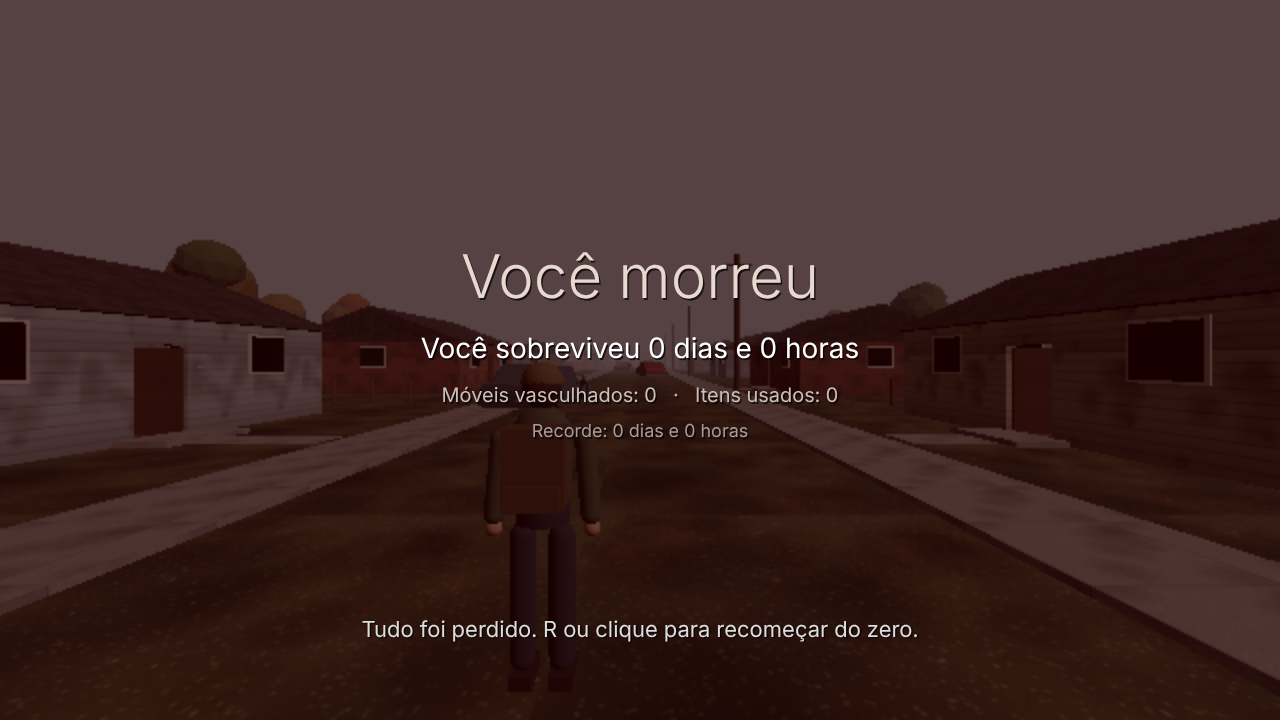 Você morreu
Você sobreviveu 0 dias e 0 horas
Móveis vasculhados: 0 · Itens usados: 0
Recorde: 0 dias e 0 horas
Tudo foi perdido. R ou clique para recomeçar do zero.